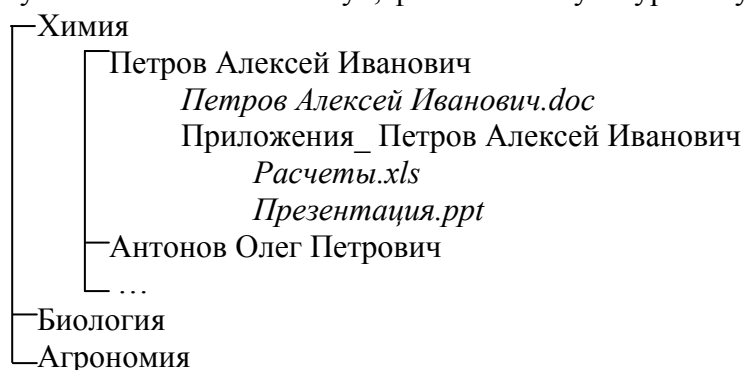 Химия
Петров Алексей Иванович
Петров Алексей Иванович.doc
Приложения_ Петров Алексей Иванович
Расчеты.xls
Презентация.ppt
Антонов Олег Петрович
…
Биология
Агрономия